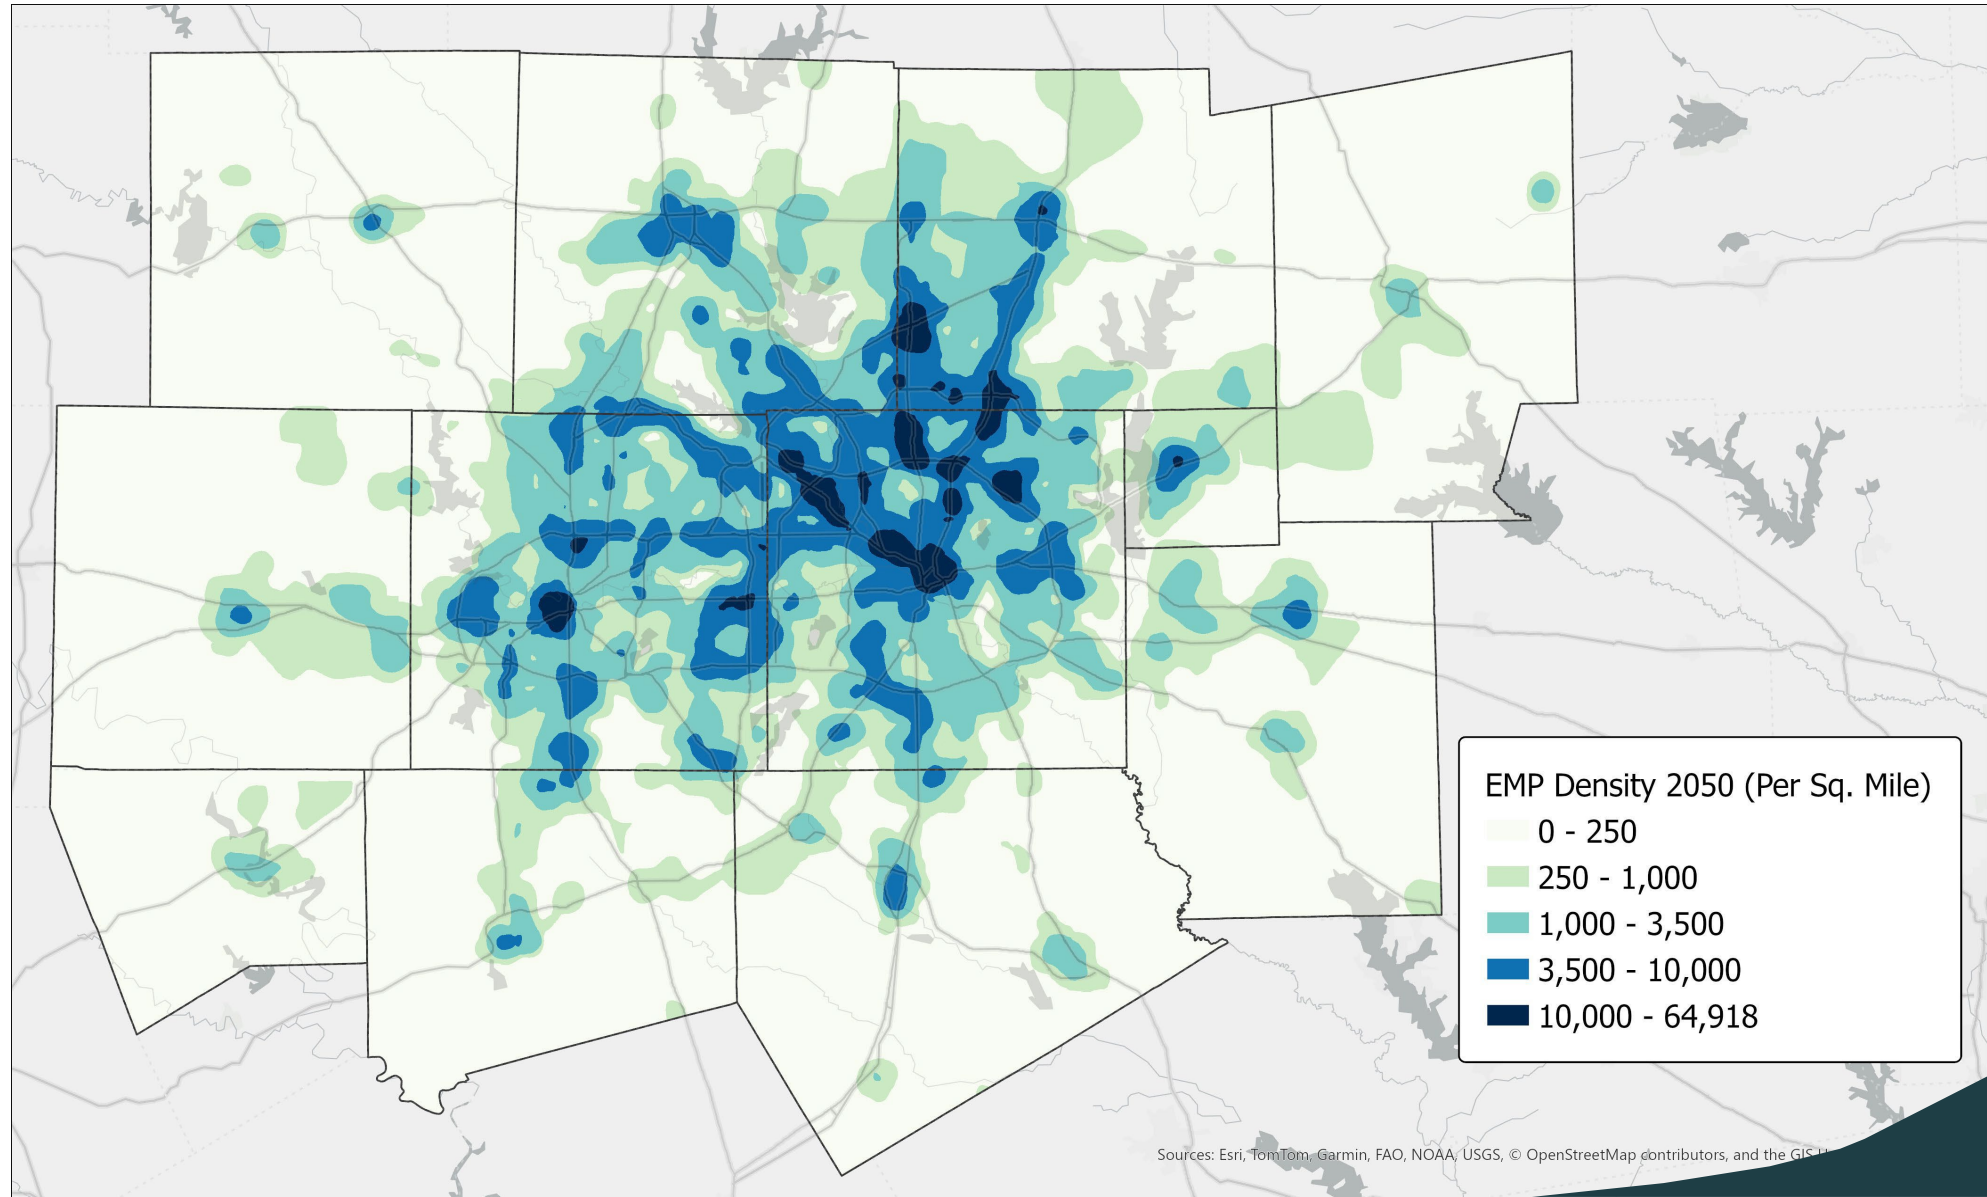 EMP Density 2050 (Per Sq. Mile)
0 - 250
250 - 1,000
1,000 - 3,500
3,500 - 10,000
10,000 - 64,918
Sources: Esri, TomTom, Garmin, FAO, NOAA, USGS, © OpenStreetMap contributors, and the GIS